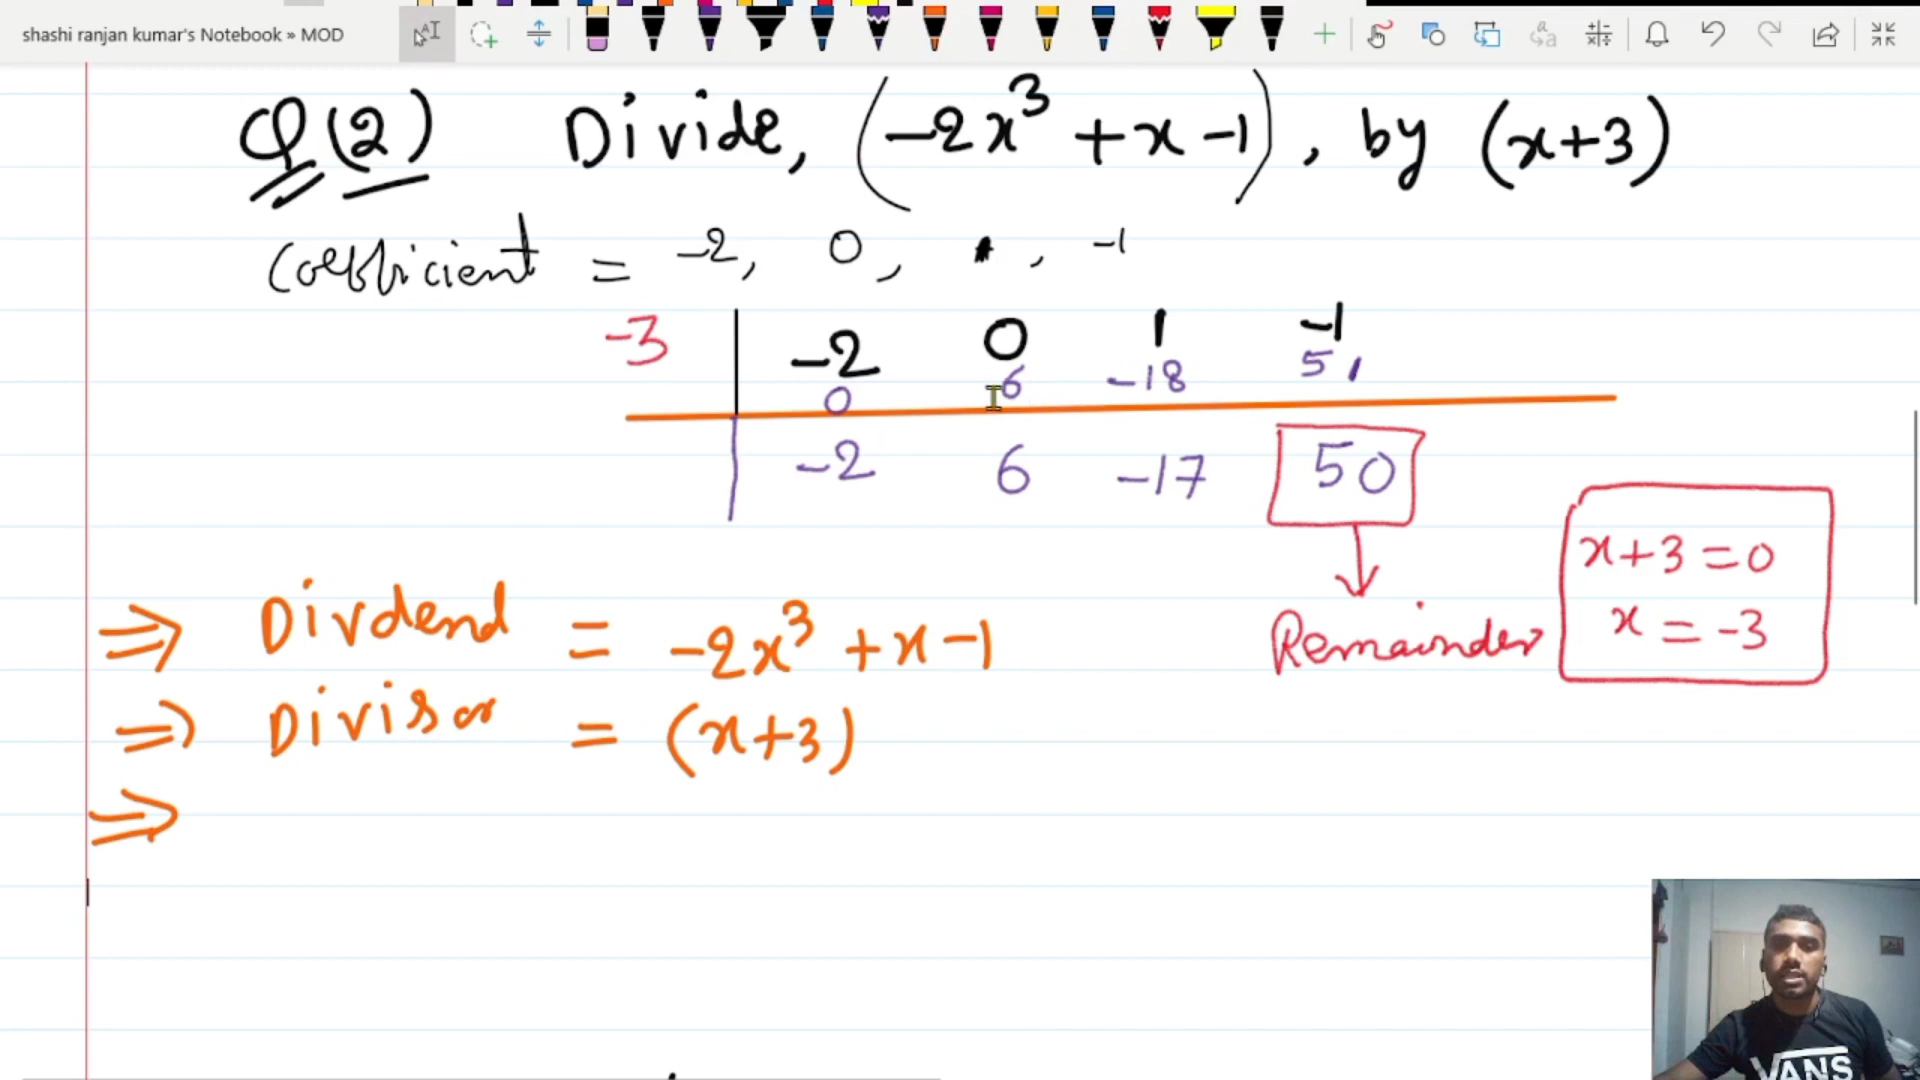 shashi ranjan kumar's Notebook » MOD
Q(2) Divide, (-2x³ + x - 1), by (x+3)
Coefficient = -2, 0, , -1
-3 | -2 0 1 -1
0 6 -18 51
-2 6 -17 50
x+3 = 0
⇒ Divdend = -2x³ + x - 1
Remainder
x = -3
⇒ Divisor = (x+3)
⇒
VANS